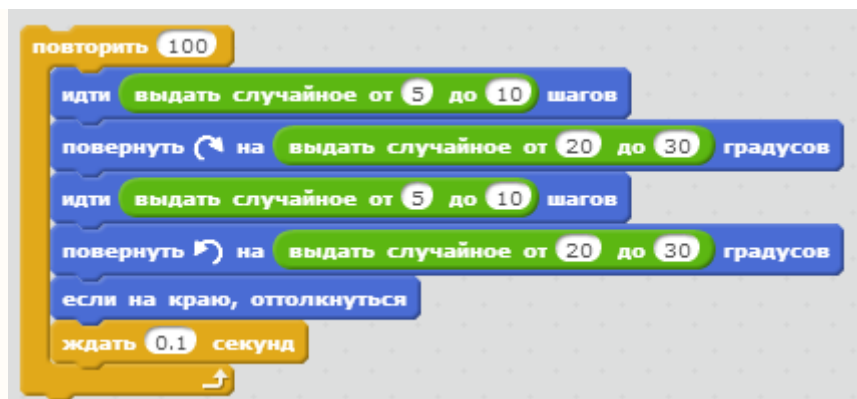 повторить 100
идти выдать случайное от 5 до 10 шагов
повернуть на выдать случайное от 20 до 30 градусов
идти выдать случайное от 5 до 10 шагов
повернуть на выдать случайное от 20 до 30 градусов
если на краю, оттолкнуться
ждать 0.1 секунд